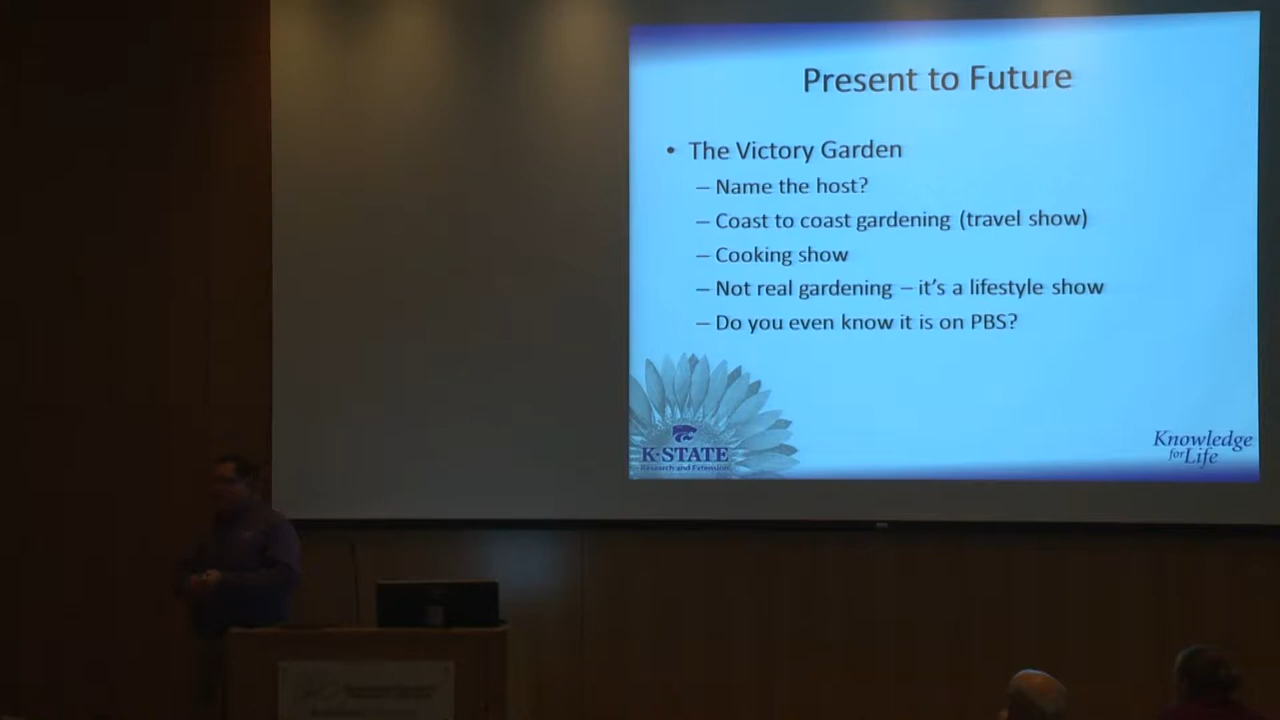 Present to Future
• The Victory Garden
– Name the host?
– Coast to coast gardening (travel show)
– Cooking show
– Not real gardening – it's a lifestyle show
– Do you even know it is on PBS?
K-STATE
Research and Extension
Knowledge
for Life